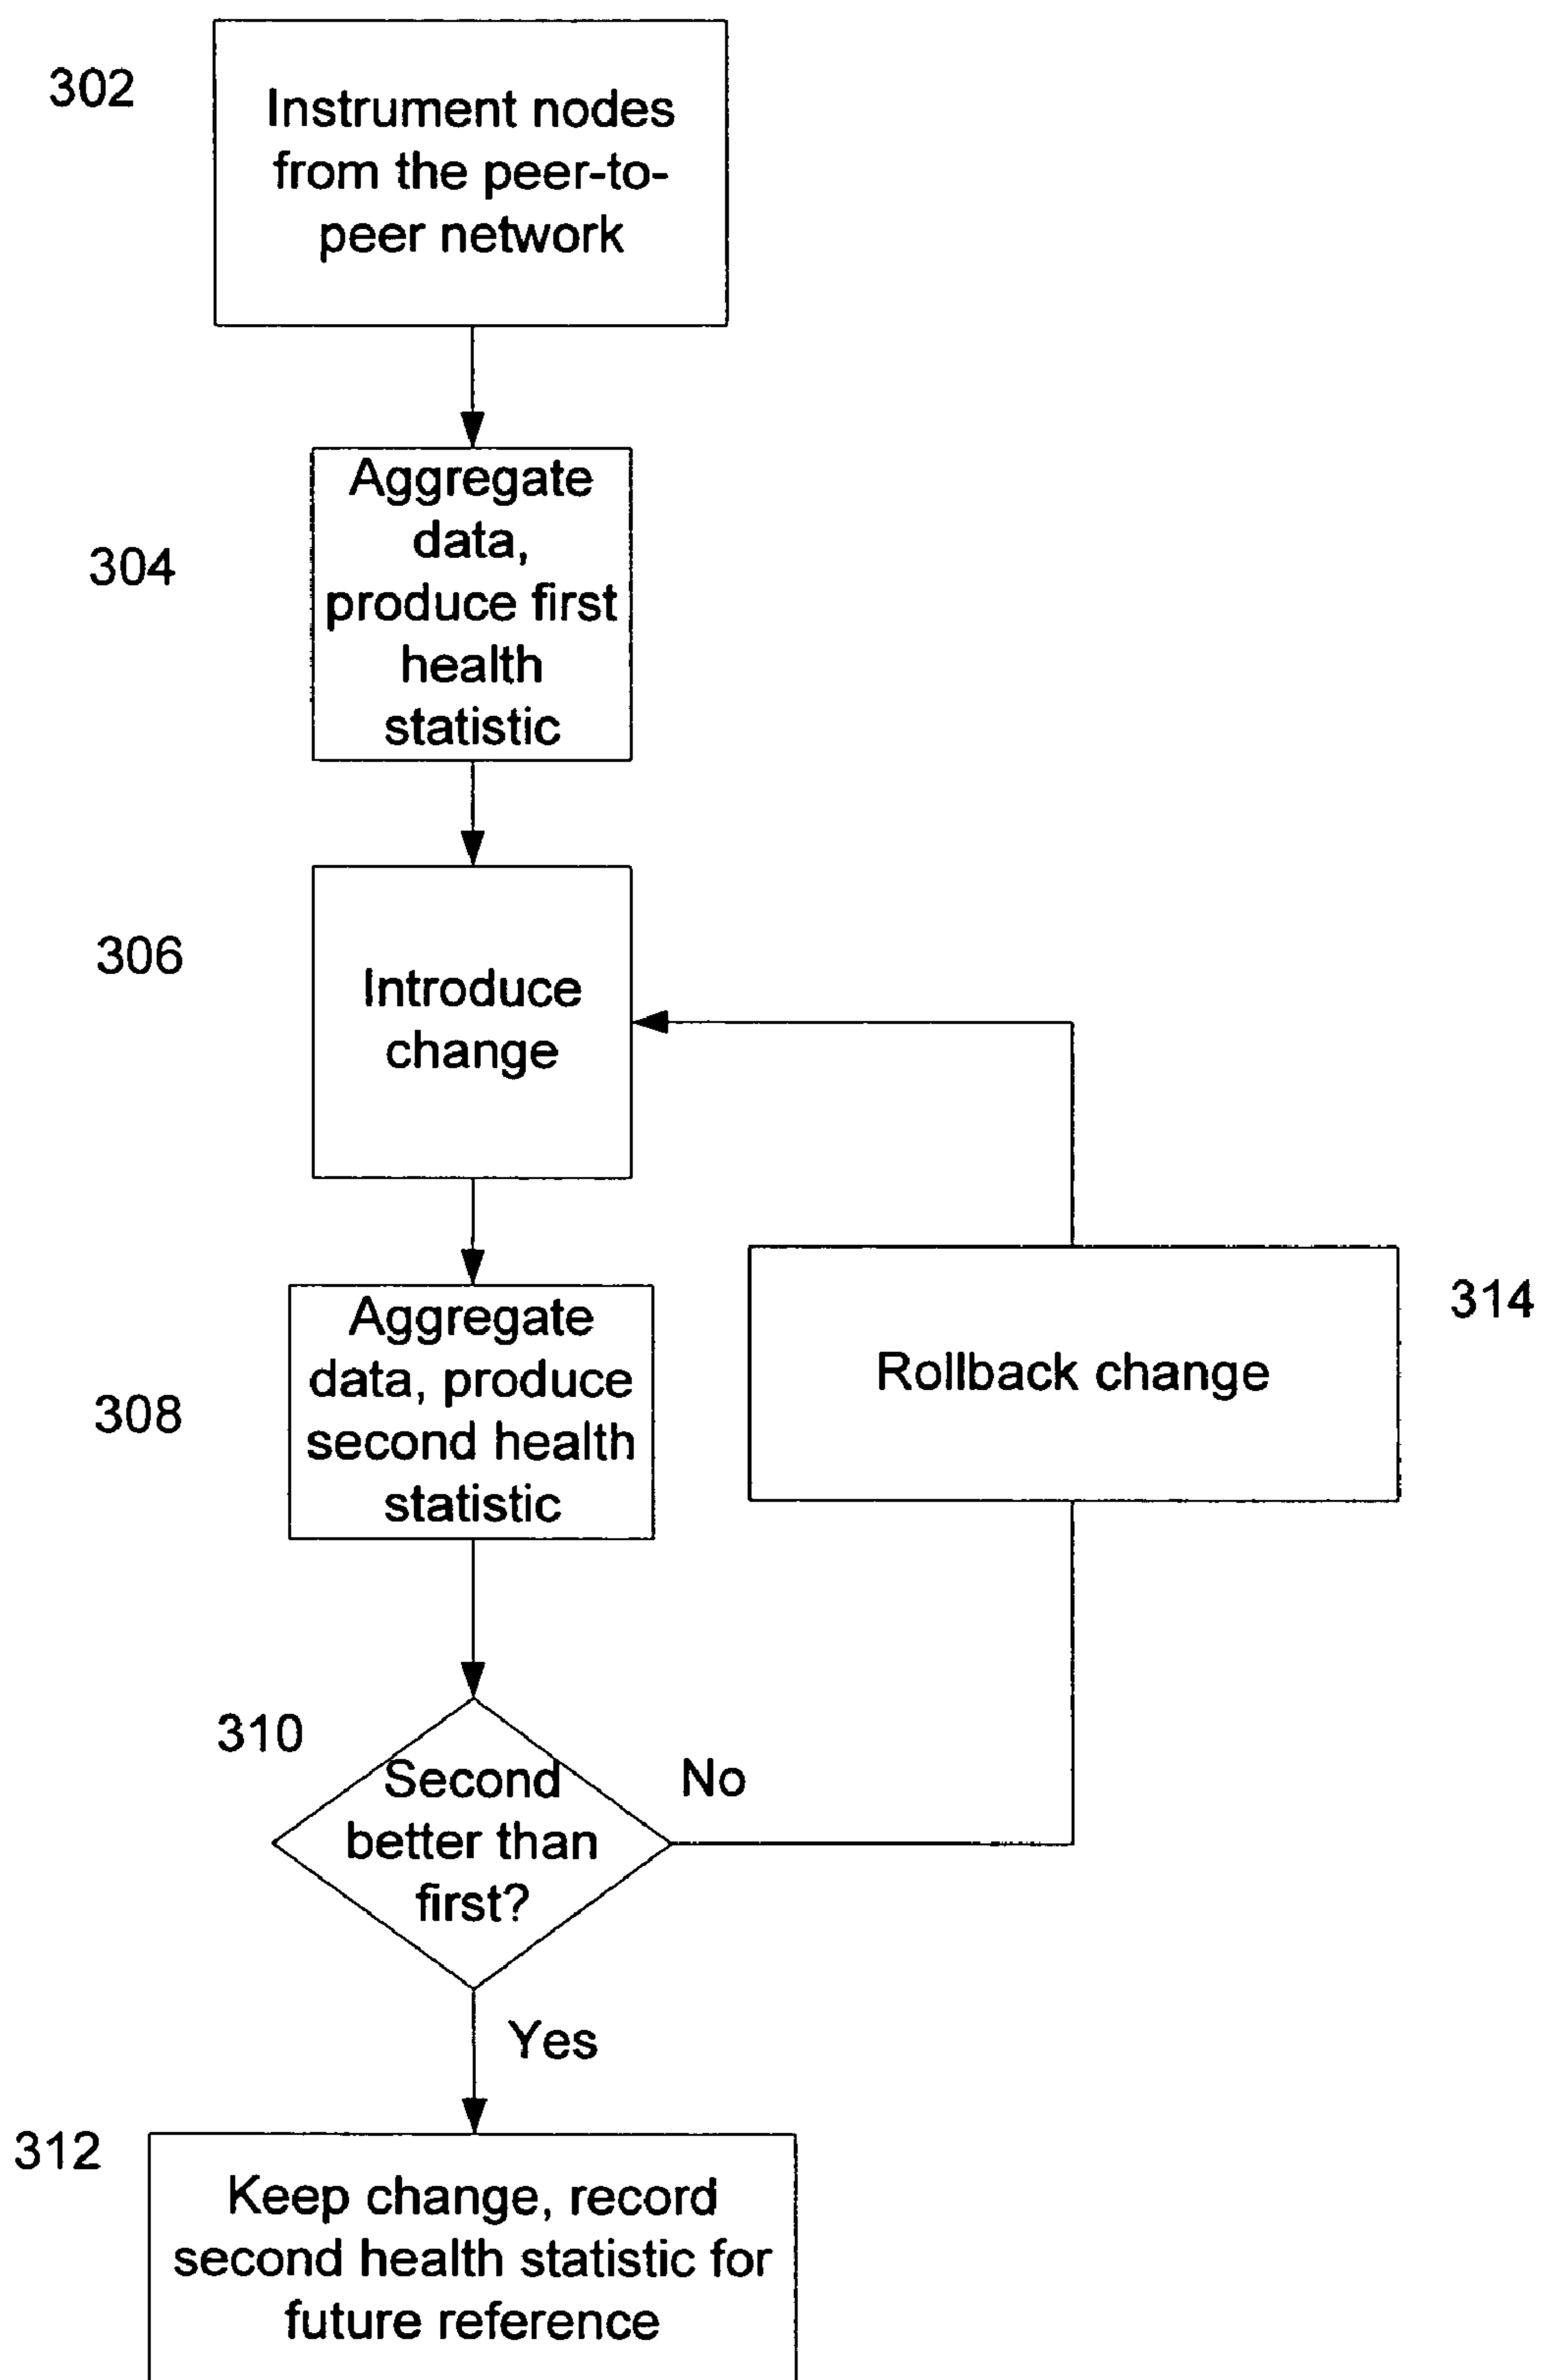 302
Instrument nodes
from the peer-to-
peer network
304
Aggregate
data,
produce first
health
statistic
306
Introduce
change
308
Aggregate
data, produce
second health
statistic
314
Rollback change
310
Second
better than
first?
No
Yes
312
Keep change, record
second health statistic for
future reference